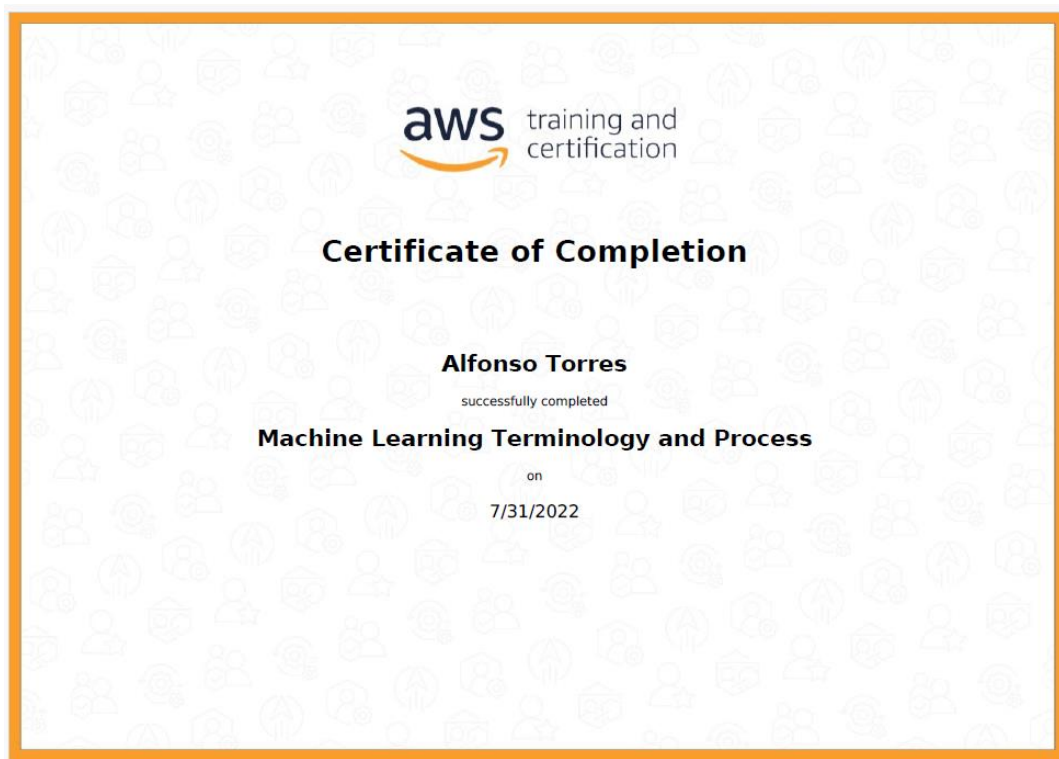 aws training and
certification
Certificate of Completion
Alfonso Torres
successfully completed
Machine Learning Terminology and Process
on
7/31/2022